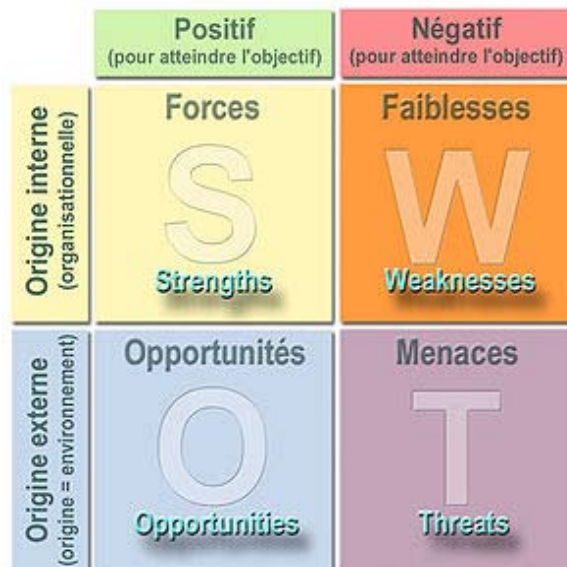 Positif
(pour atteindre l'objectif)
Négatif
(pour atteindre l'objectif)
Origine interne
(organisationnelle)
Forces
S
Strengths
Faiblesses
W
Weaknesses
Origine externe
(origine = environnement)
Opportunités
O
Opportunities
Menaces
T
Threats